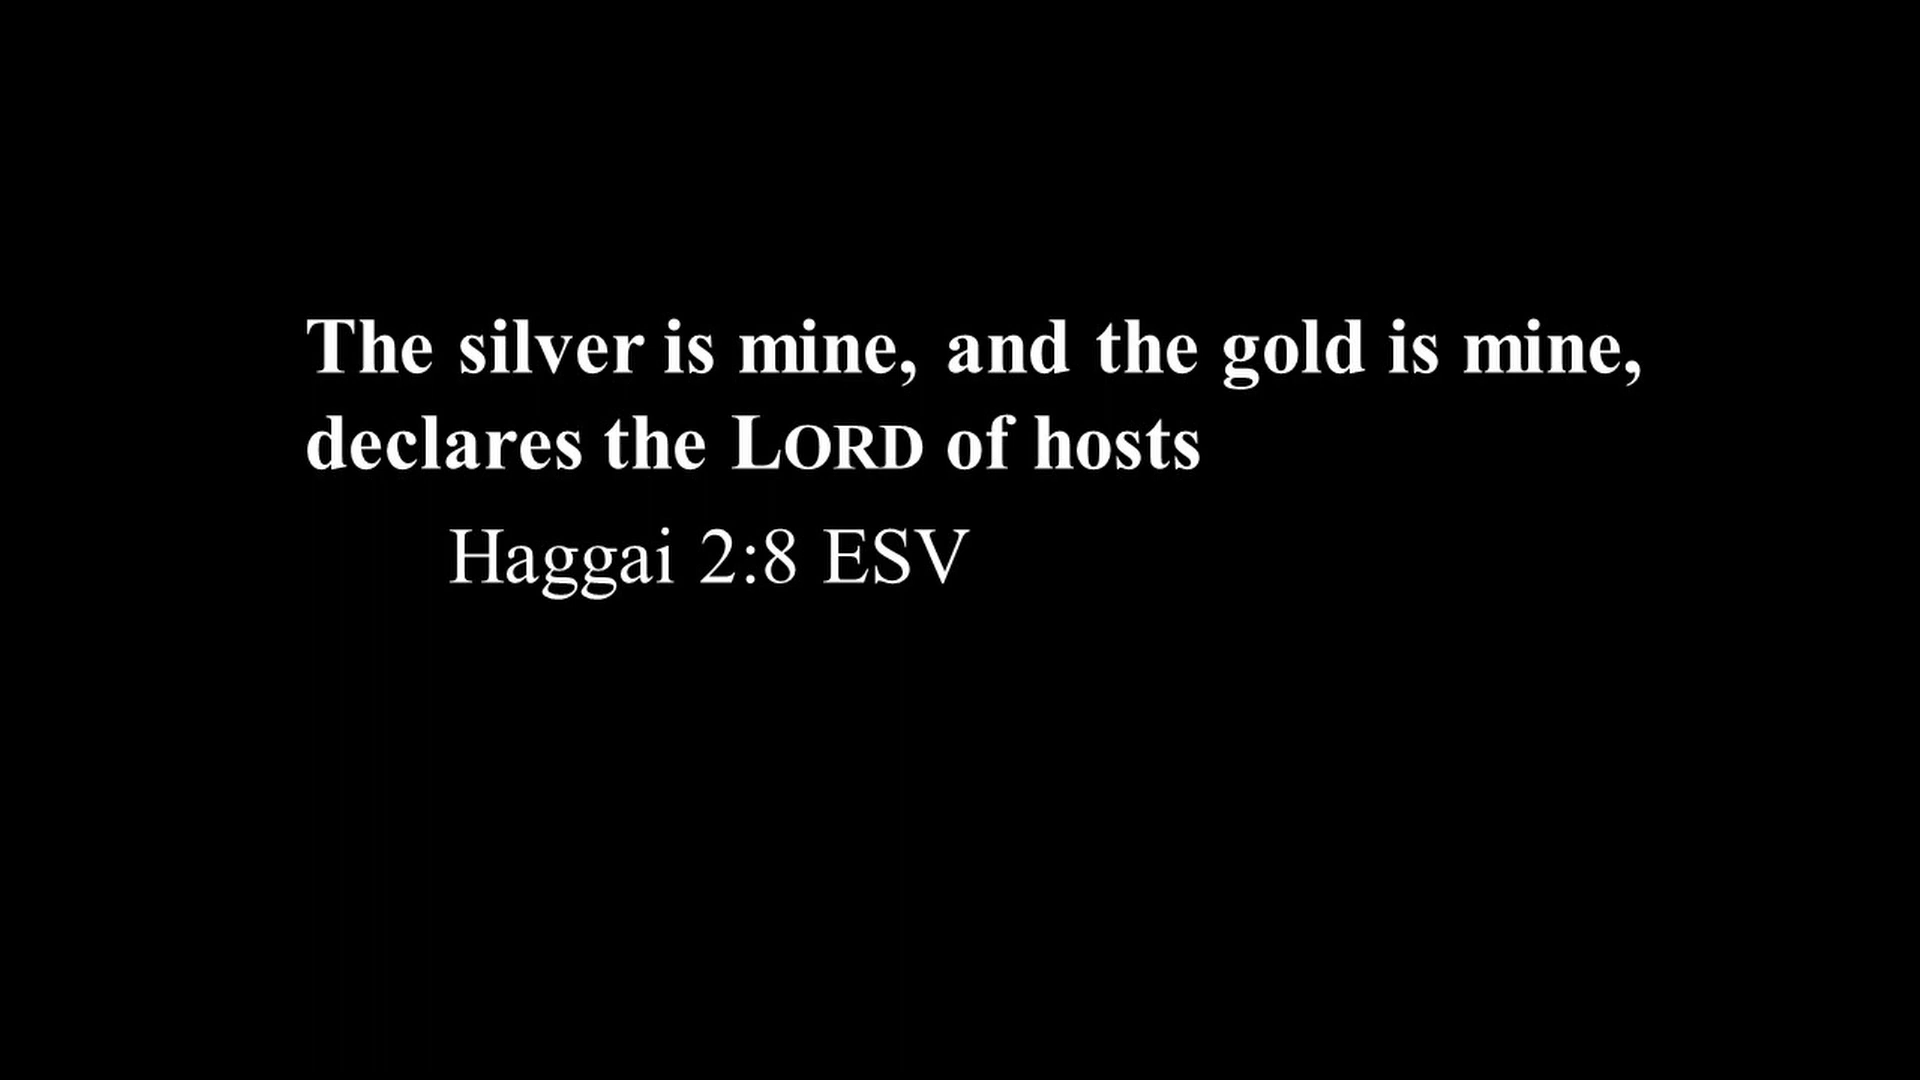 The silver is mine, and the gold is mine,
declares the LORD of hosts
Haggai 2:8 ESV